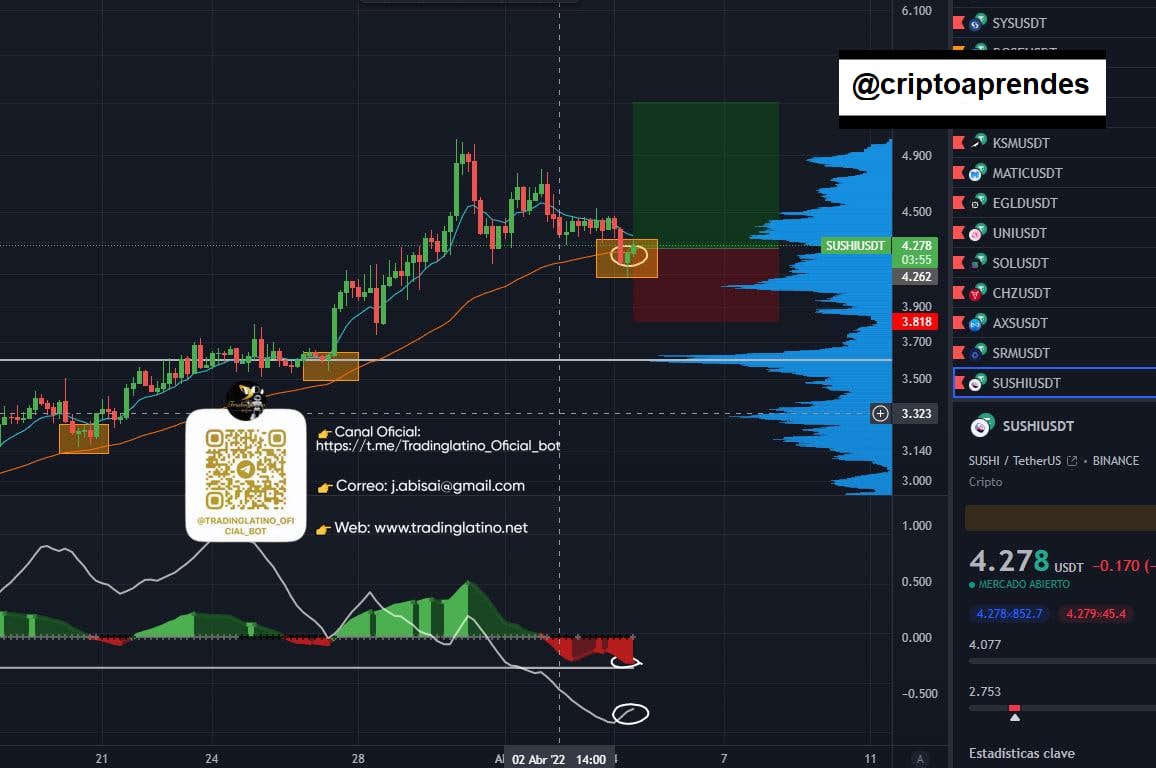 6.100
4.900
4.500
SUSHIUSDT
4.278
03:55
4.262
3.900
3.818
3.700
3.500
3.323
3.140
3.000
1.000
0.500
0.000
−0.500
21
24
28
02 Abr '22 14:00
4
7
11
A
👉 Canal Oficial:
https://t.me/Tradinglatino_Oficial_bot
👉 Correo: j.abisai@gmail.com
👉 Web: www.tradinglatino.net
@TRADINGLATINO_OFI
CIAL_BOT
@criptoaprendes
SYSUSDT
KSMUSDT
MATICUSDT
EGLDUSDT
UNIUSDT
SOLUSDT
CHZUSDT
AXSUSDT
SRMUSDT
SUSHIUSDT
SUSHIUSDT
SUSHI / TetherUS • BINANCE
Cripto
4.278 USDT −0.170 (−
MERCADO ABIERTO
4.278×852.7 4.279×45.4
4.077
2.753
Estadísticas clave